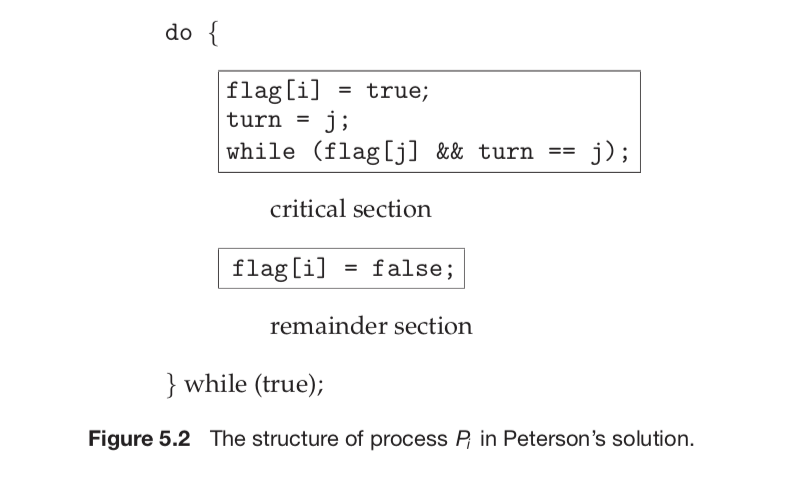 do {
flag[i] = true;
turn = j;
while (flag[j] && turn == j);
critical section
flag[i] = false;
remainder section
} while (true);
Figure 5.2 The structure of process Pi in Peterson’s solution.